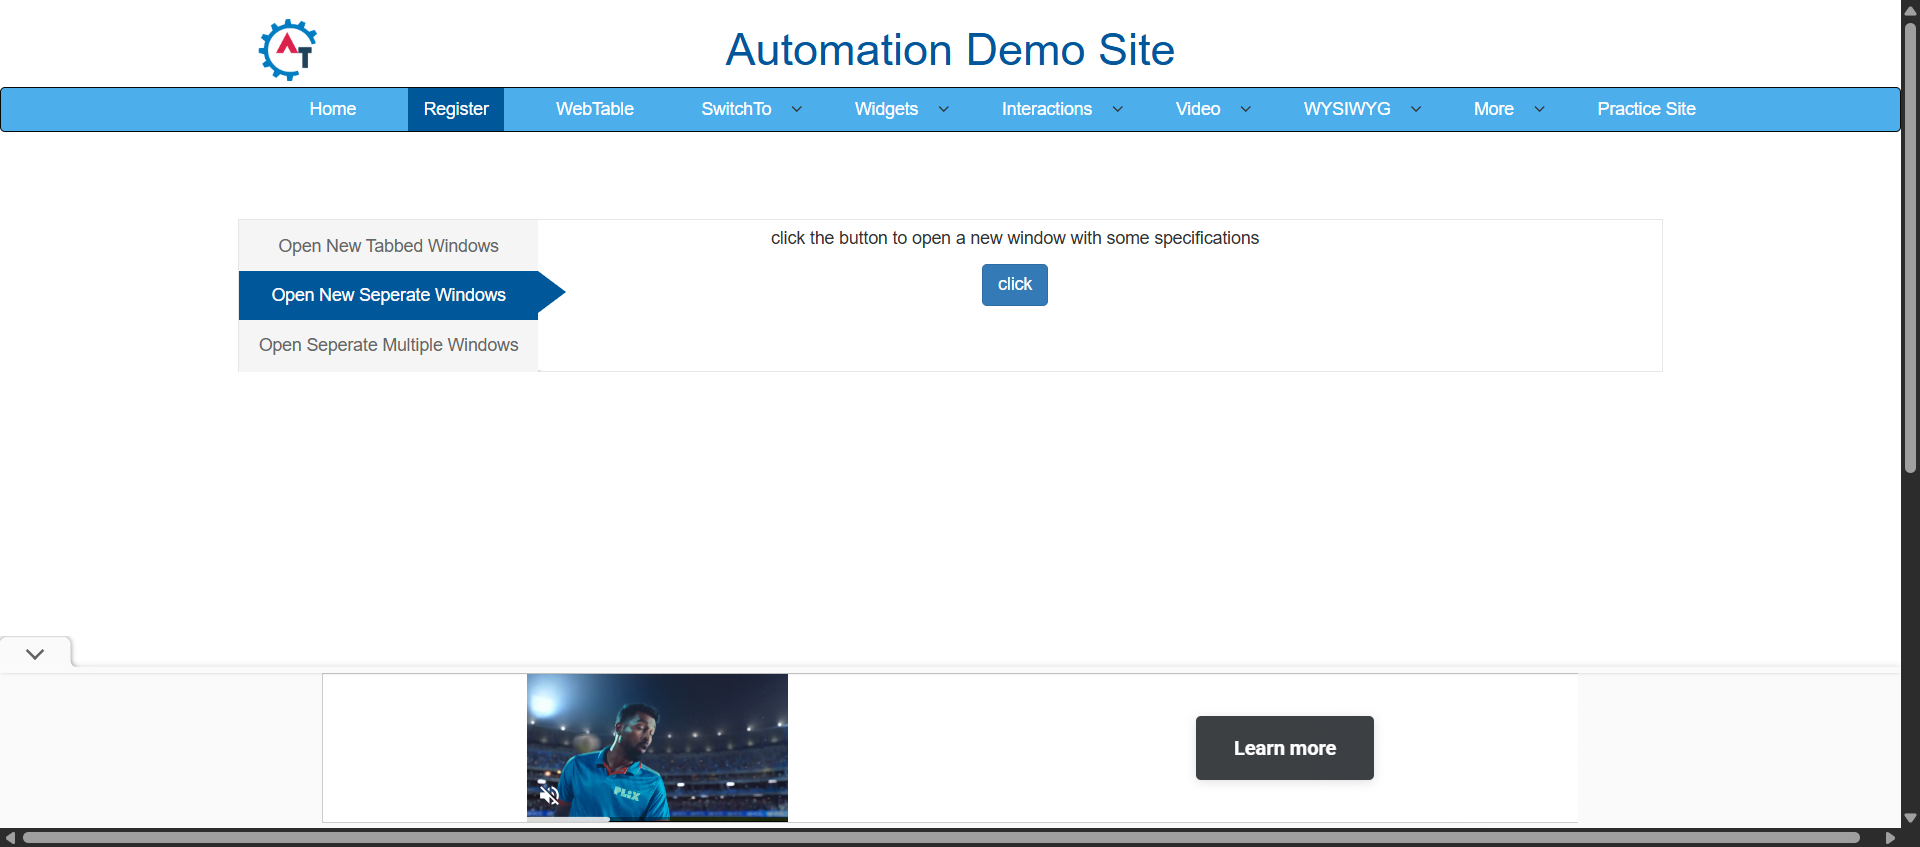 AT
Automation Demo Site
Home Register WebTable SwitchTo Widgets Interactions Video WYSIWYG More Practice Site
Open New Tabbed Windows
Open New Seperate Windows
Open Seperate Multiple Windows
click the button to open a new window with some specifications
click
PLIX
Learn more